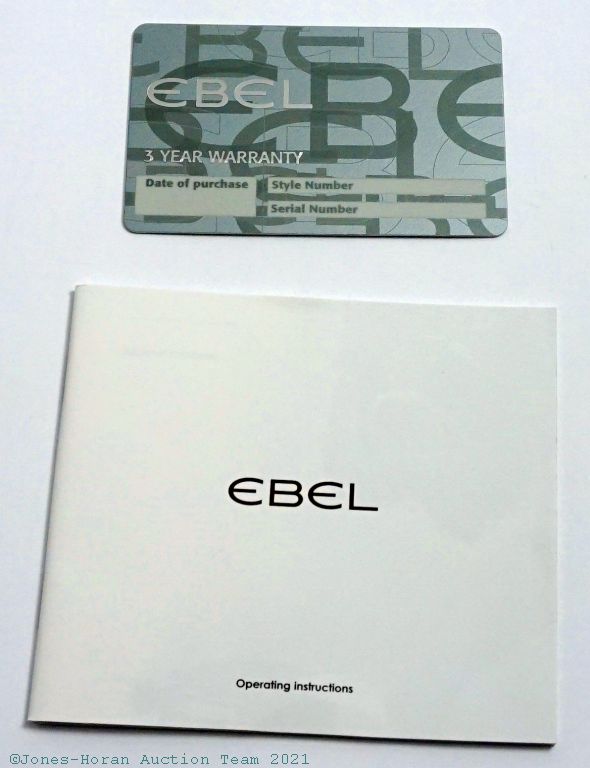 EBEL
3 YEAR WARRANTY
Date of purchase
Style Number
Serial Number
EBEL
Operating instructions
©Jones-Horan Auction Team 2021